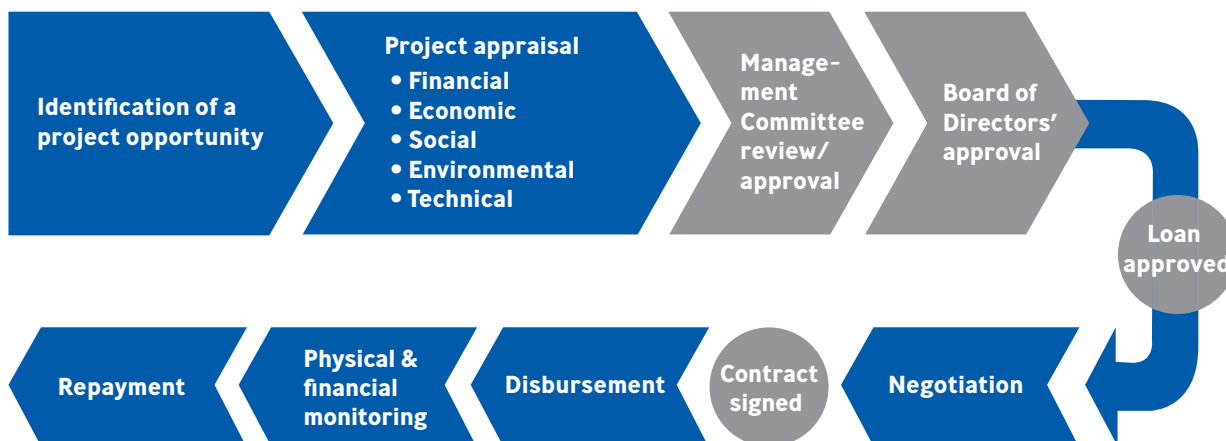 Identification of a
project opportunity
Project appraisal
• Financial
• Economic
• Social
• Environmental
• Technical
Manage-
ment
Committee
review/
approval
Board of
Directors’
approval
Loan
approved
Negotiation
Contract
signed
Disbursement
Physical &
financial
monitoring
Repayment